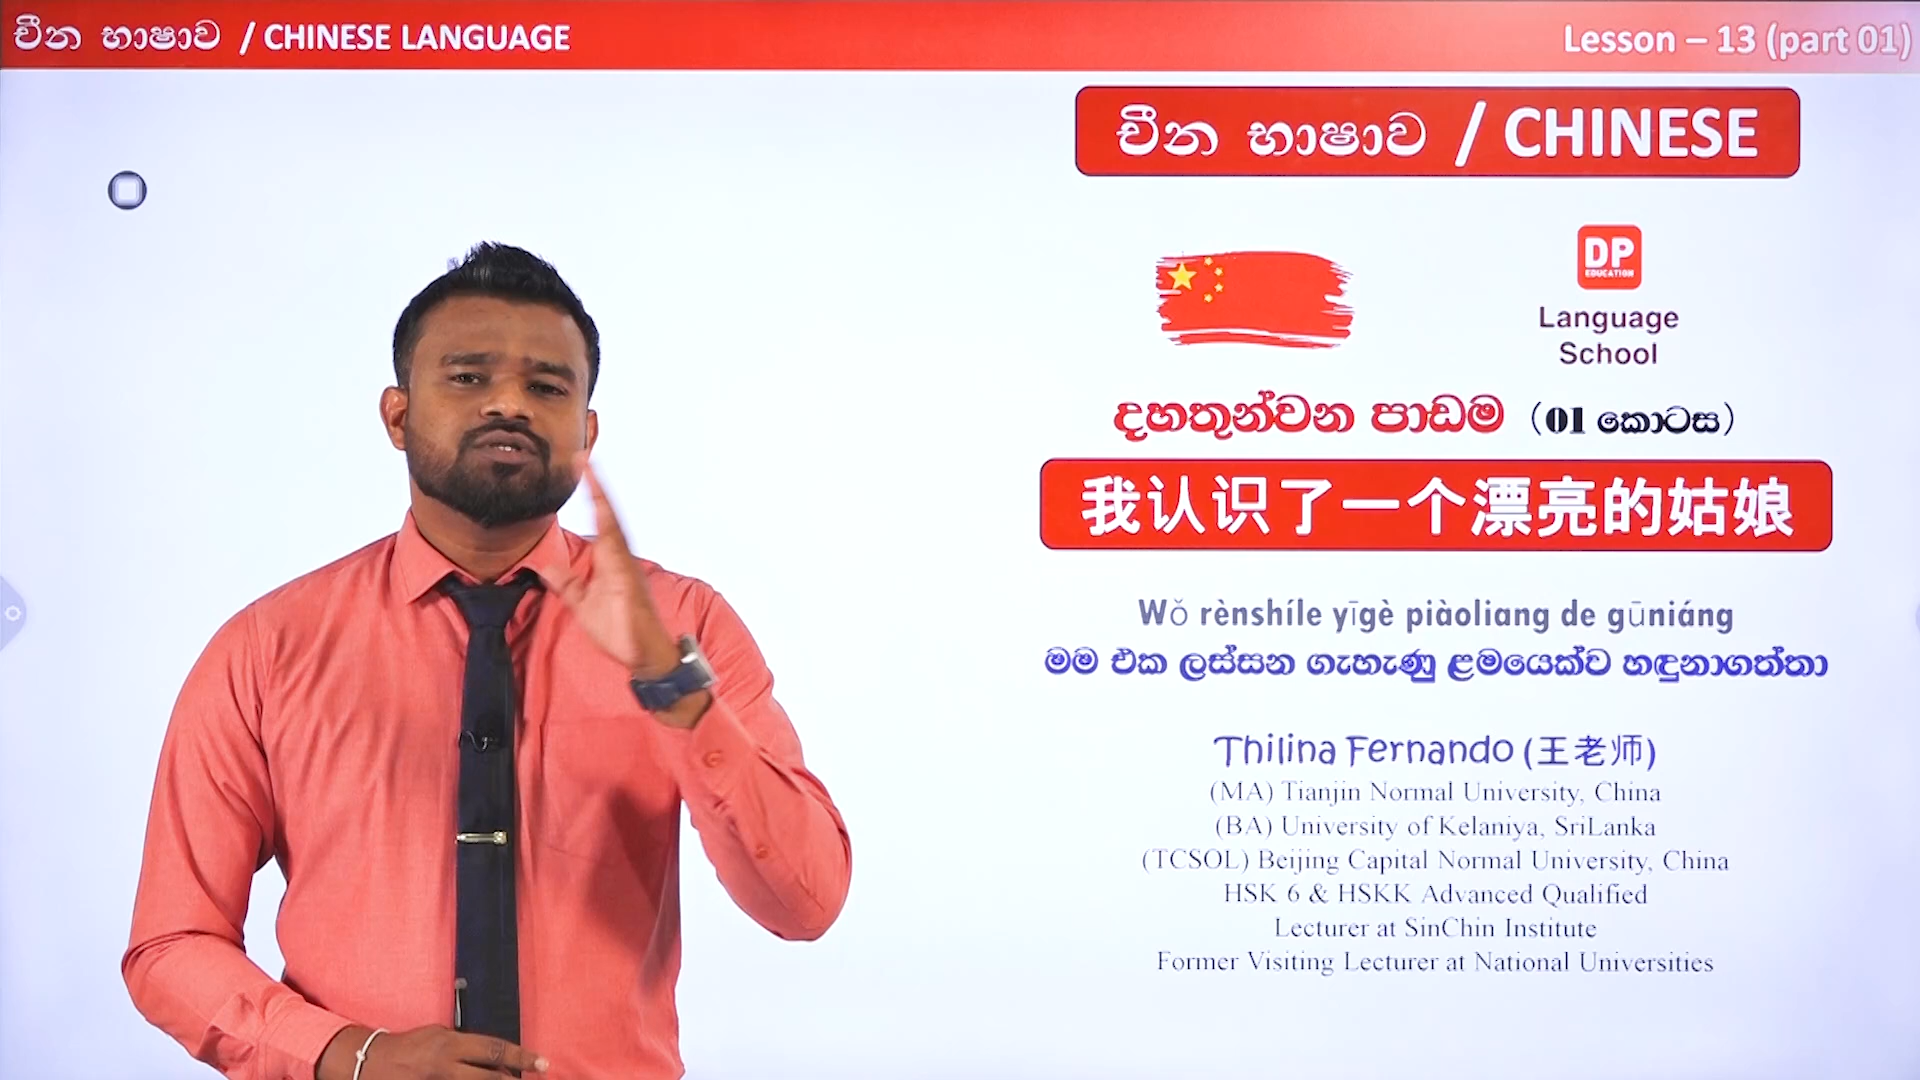 චීන භාෂාව / CHINESE LANGUAGE
Lesson – 13 (part 01)
චීන භාෂාව / CHINESE
DP
EDUCATION
Language
School
දහතුන්වන පාඩම (01 කොටස)
我认识了一个漂亮的姑娘
Wǒ rènshíle yīgè piàoliang de gūniáng
මම එක ලස්සන ගැහැණු ළමයෙක්ව හඳුනාගත්තා
Thilina Fernando (王老师)
(MA) Tianjin Normal University, China
(BA) University of Kelaniya, SriLanka
(TCSOL) Beijing Capital Normal University, China
HSK 6 & HSKK Advanced Qualified
Lecturer at SinChin Institute
Former Visiting Lecturer at National Universities